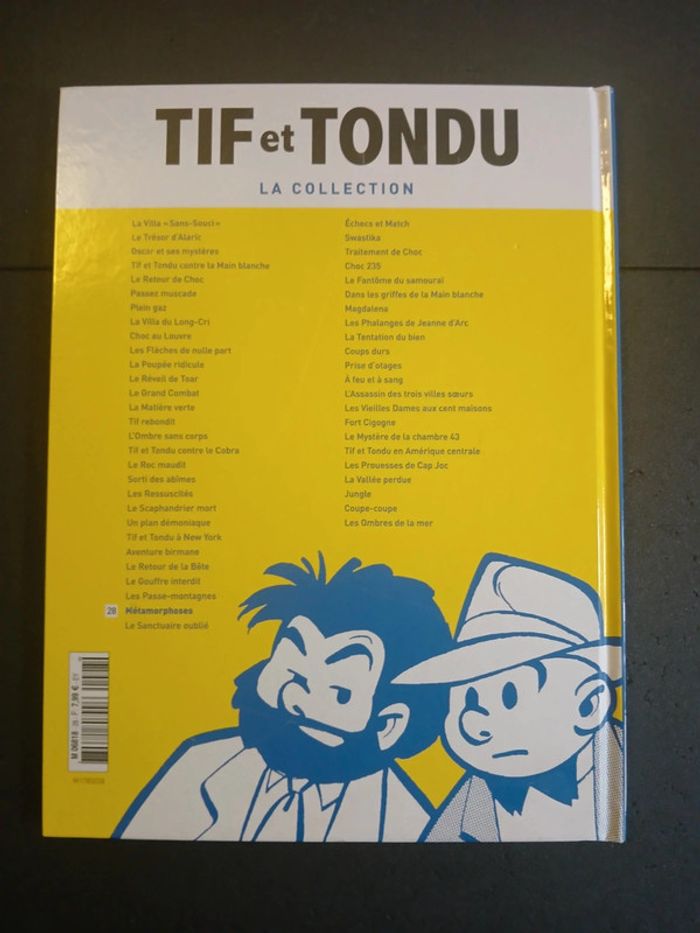 TIF et TONDU
LA COLLECTION
La Villa «Sans-Souci»
Le Trésor d'Alaric
Oscar et ses mystères
Tif et Tondu contre la Main blanche
Le Retour de Choc
Passez muscade
Plein gaz
La Villa du Long-Cri
Choc au Louvre
Les Flèches de nulle part
La Poupée ridicule
Le Réveil de Toar
Le Grand Combat
La Matière verte
Tif rebondit
L'Ombre sans corps
Tif et Tondu contre le Cobra
Le Roc maudit
Sorti des abîmes
Les Ressuscités
Le Scaphandrier mort
Un plan démoniaque
Tif et Tondu à New York
Aventure birmane
Le Retour de la Bête
Le Gouffre interdit
Les Passe-montagnes
28 Métamorphoses
Le Sanctuaire oublié
Échecs et Match
Swastika
Traitement de Choc
Choc 235
Le Fantôme du samouraï
Dans les griffes de la Main blanche
Magdalena
Les Phalanges de Jeanne d'Arc
La Tentation du bien
Coups durs
Prise d'otages
À feu et à sang
L'Assassin des trois villes sœurs
Les Vieilles Dames aux cent maisons
Fort Cigogne
Le Mystère de la chambre 43
Tif et Tondu en Amérique centrale
Les Prouesses de Cap Joc
La Vallée perdue
Jungle
Coupe-coupe
Les Ombres de la mer
M 06818 - 28 - F: 7,99 €